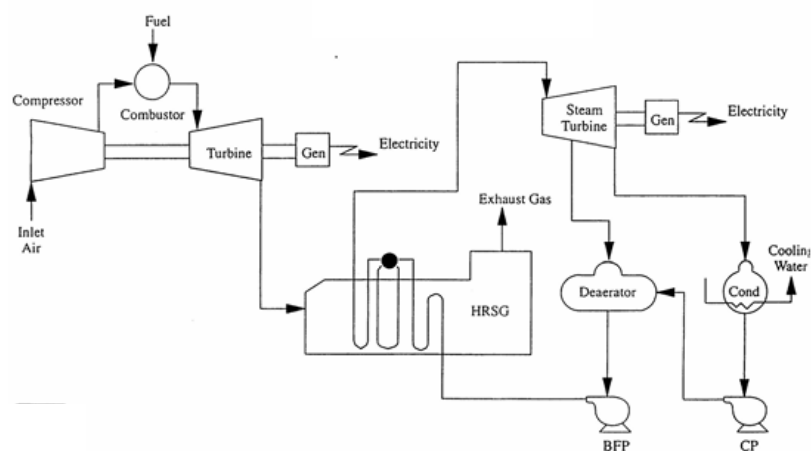 Fuel
Compressor
Combustor
Turbine
Gen
Electricity
Inlet
Air
Steam
Turbine
Gen
Electricity
Exhaust Gas
HRSG
Deaerator
Cond
Cooling
Water
BFP
CP